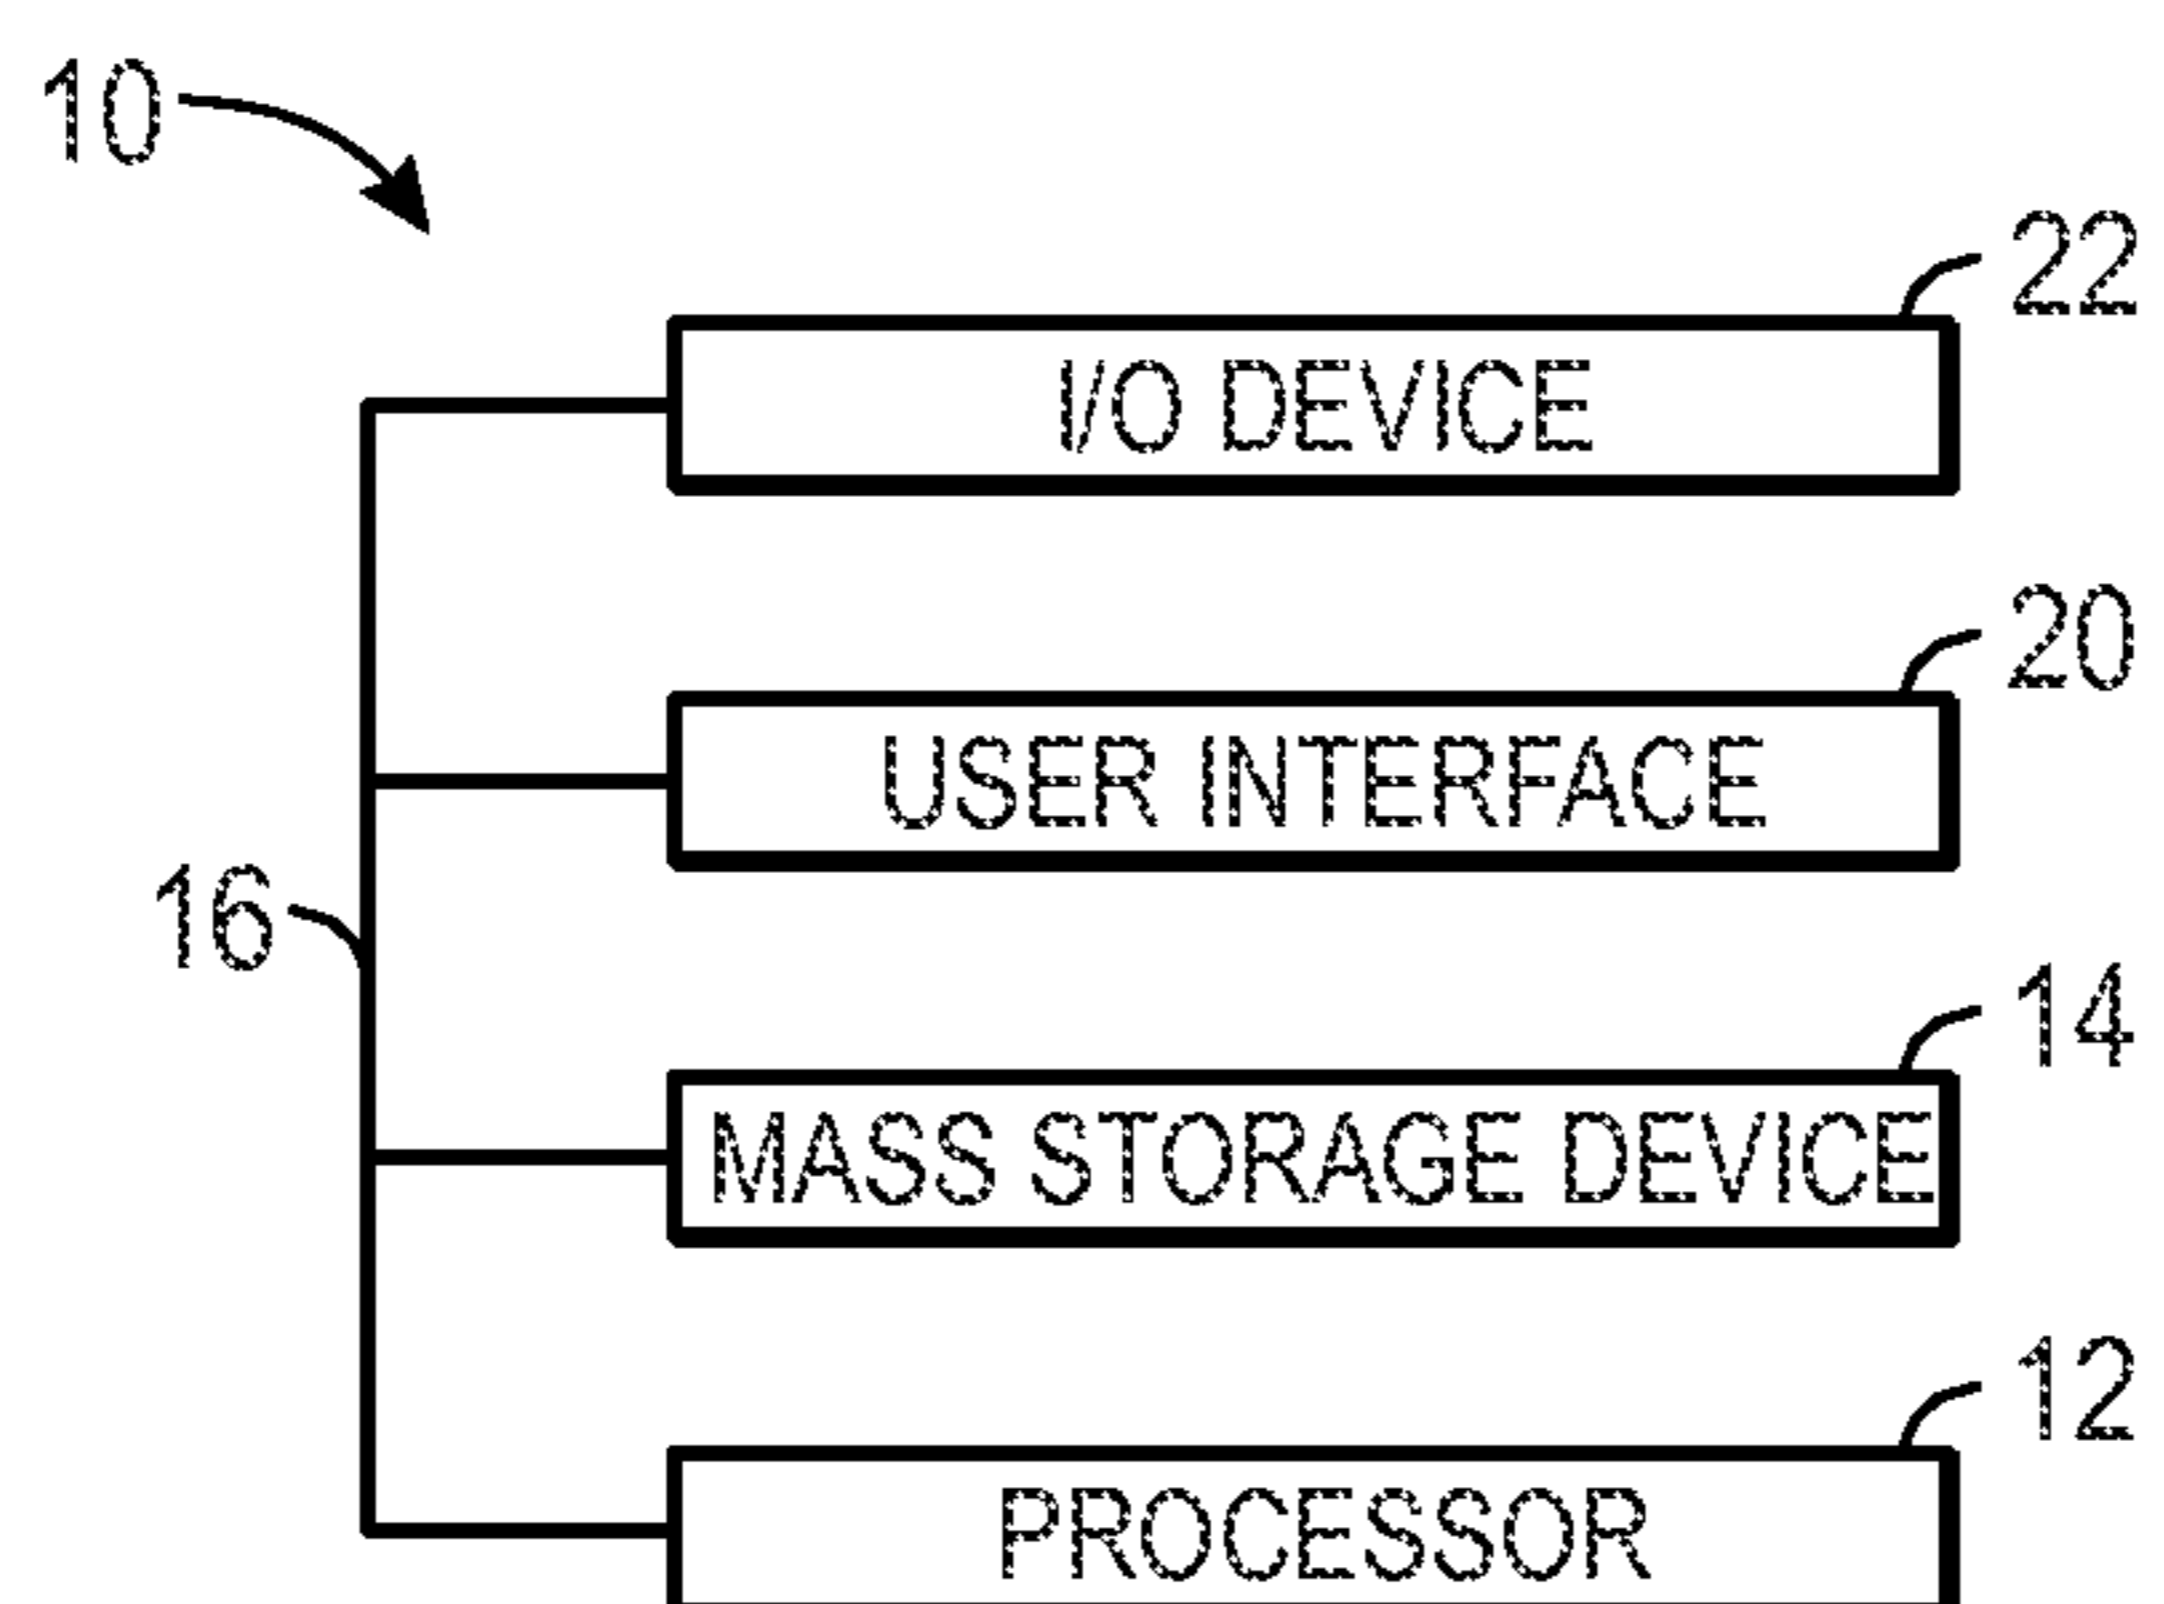 10
22
I/O DEVICE
20
USER INTERFACE
16
14
MASS STORAGE DEVICE
12
PROCESSOR